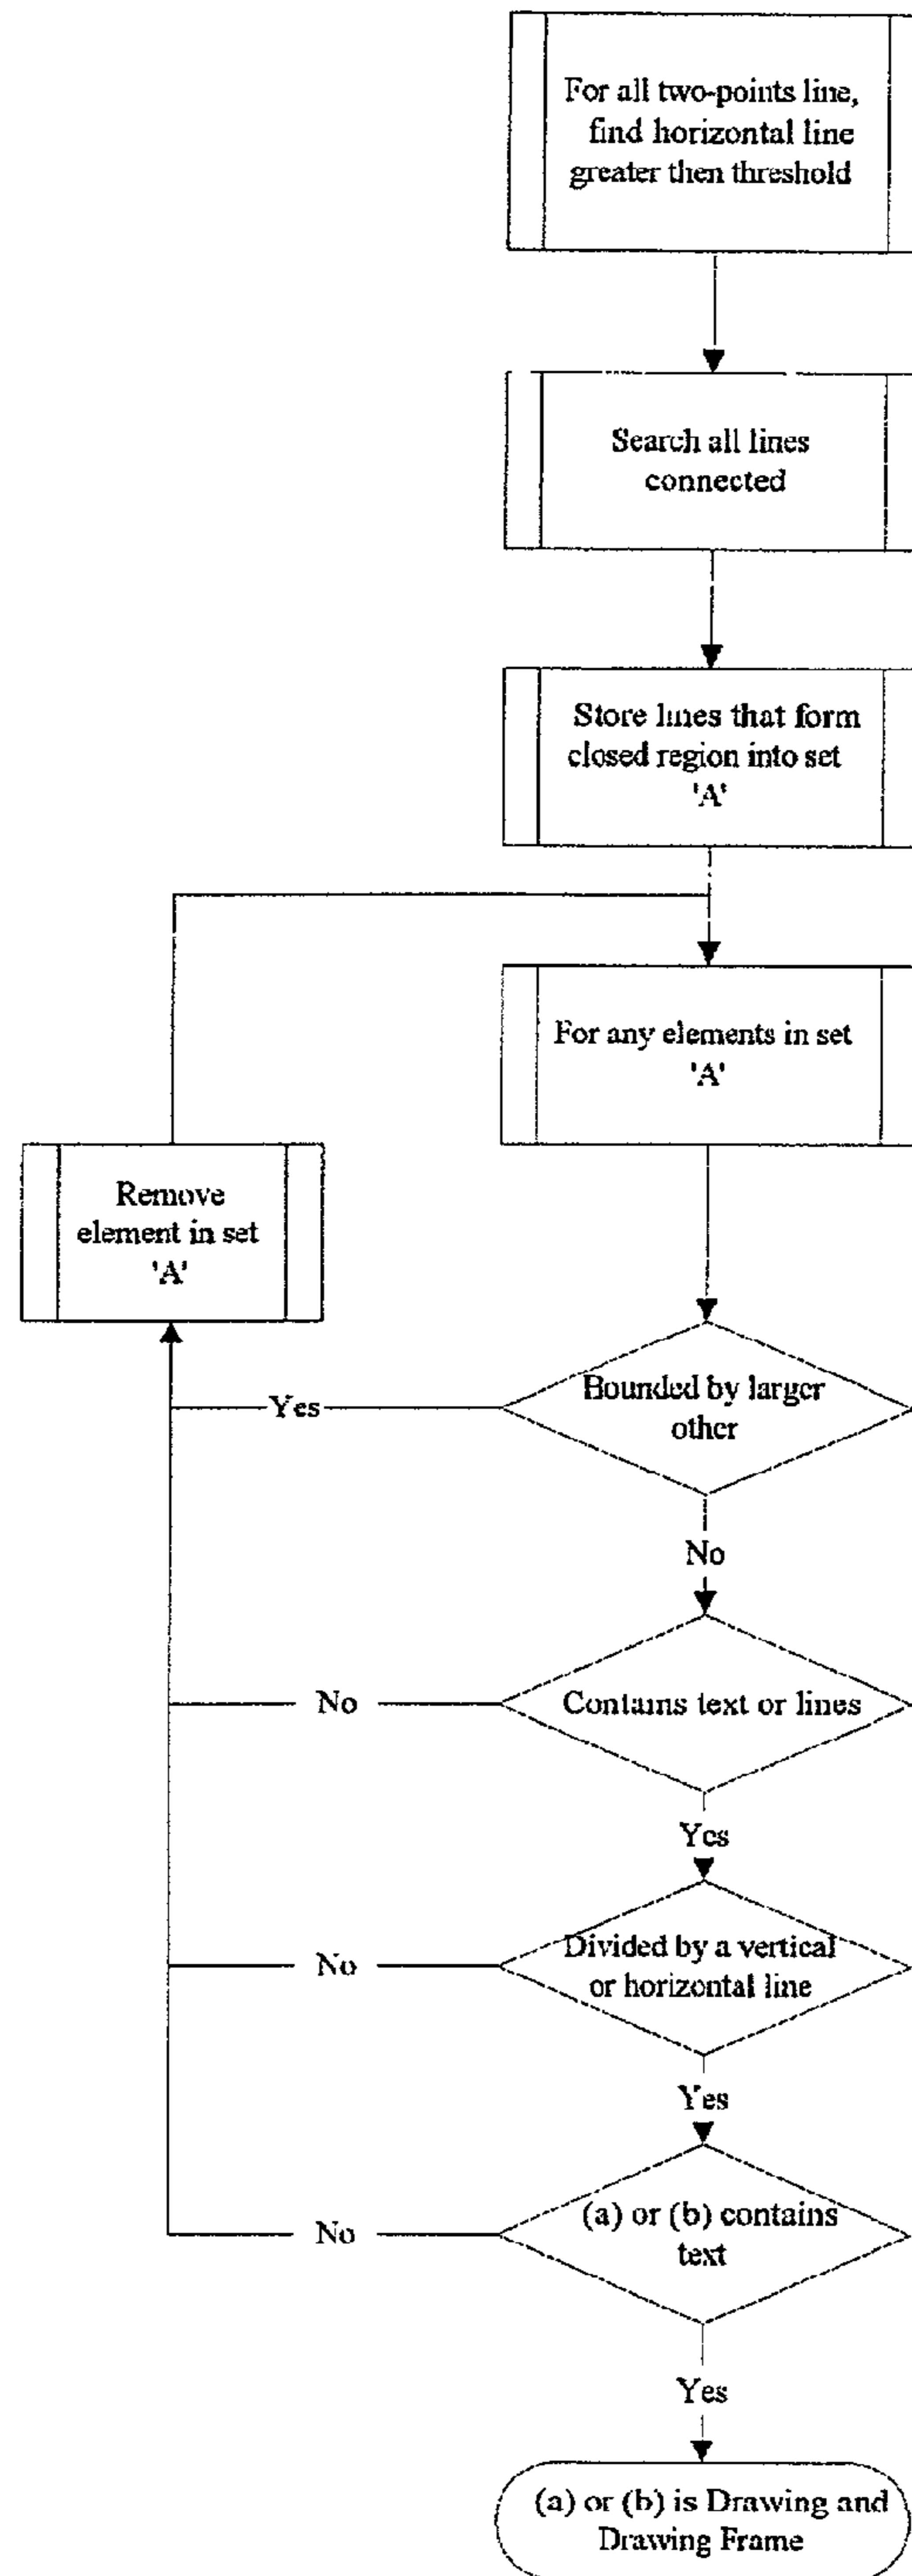 For all two-points line,
find horizontal line
greater then threshold
Search all lines
connected
Store lines that form
closed region into set
'A'
For any elements in set
'A'
Remove
element in set
'A'
Bounded by larger
other
Yes
No
Contains text or lines
No
Yes
Divided by a vertical
or horizontal line
No
Yes
(a) or (b) contains
text
No
Yes
(a) or (b) is Drawing and
Drawing Frame